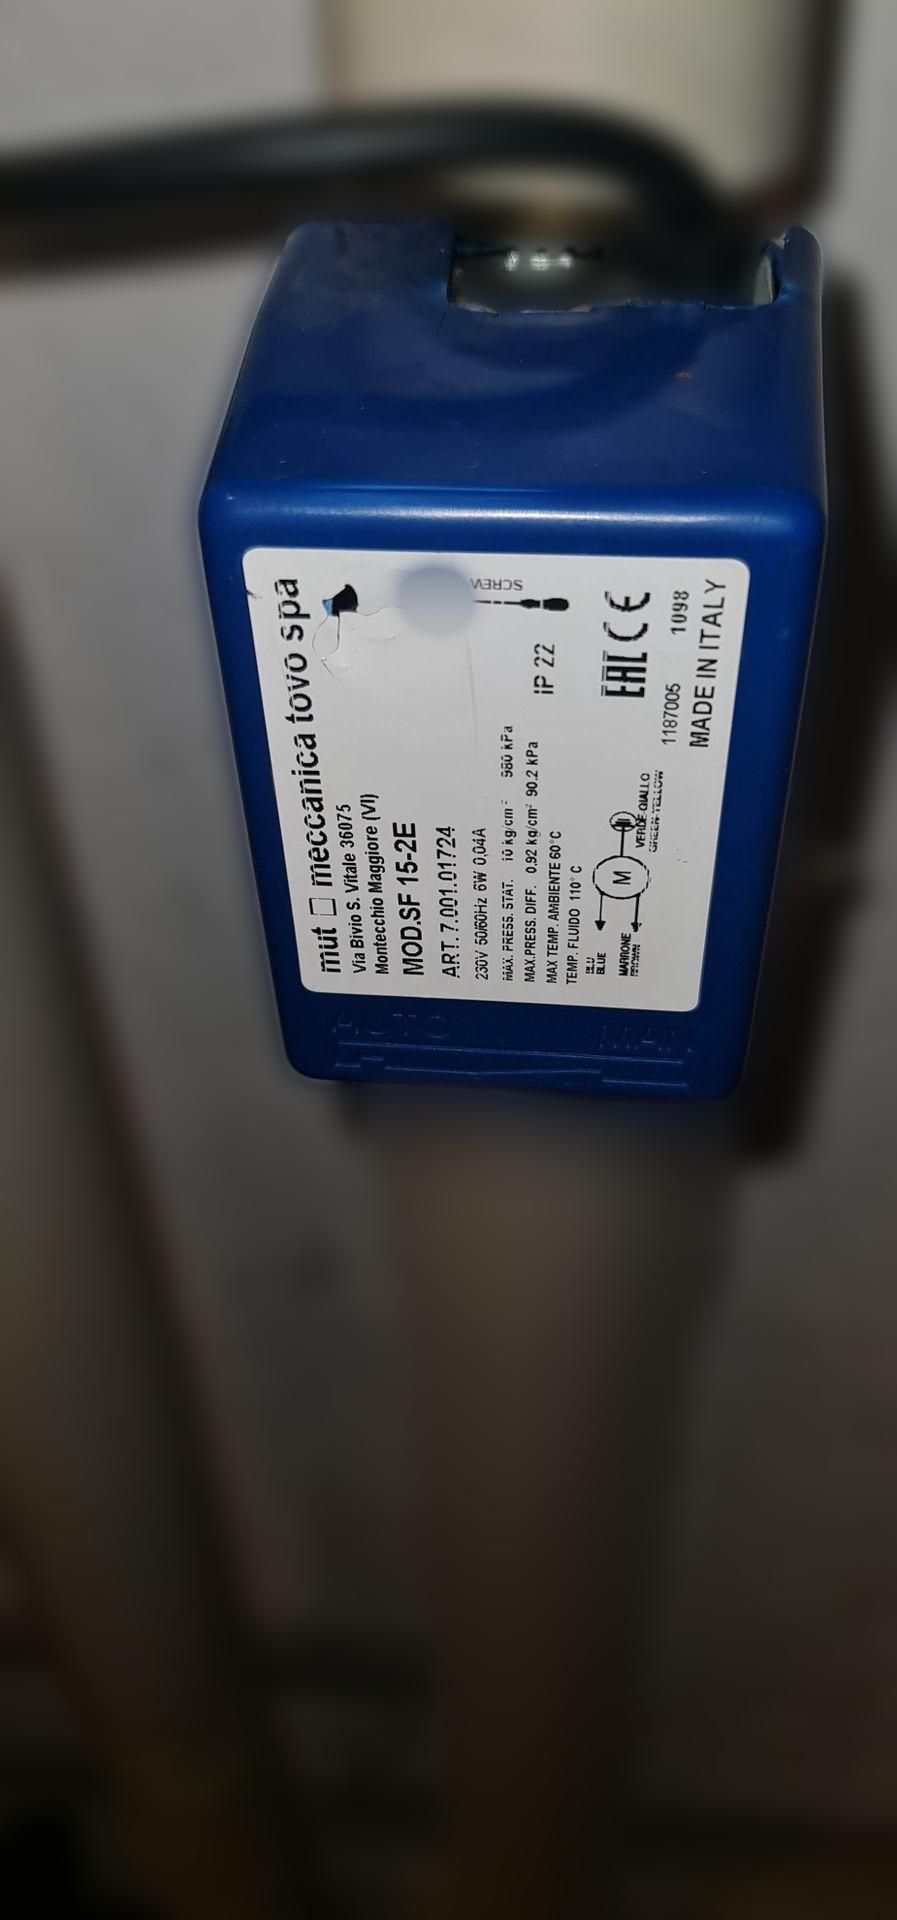 mut meccanica tovo spa
Via Bivio S. Vitale 36075
Montecchio Maggiore (VI)
MOD.SF 15-2E
ART. 7.001.01724
230V 50/60Hz 6W 0,04A
MAX. PRESS. STAT. 10 kg/cm² 980 kPa
MAX.PRESS. DIFF. 0,92 kg/cm² 90.2 kPa
MAX TEMP. AMBIENTE 60°C
TEMP. FLUIDO 110°C
SCREW
IP 22
BLU
BLUE
M
MARRONE
BROWN
VERDE-GIALLO
GREEN-YELLOW
EAC CE
1187005 1098
MADE IN ITALY
AUTO MAN